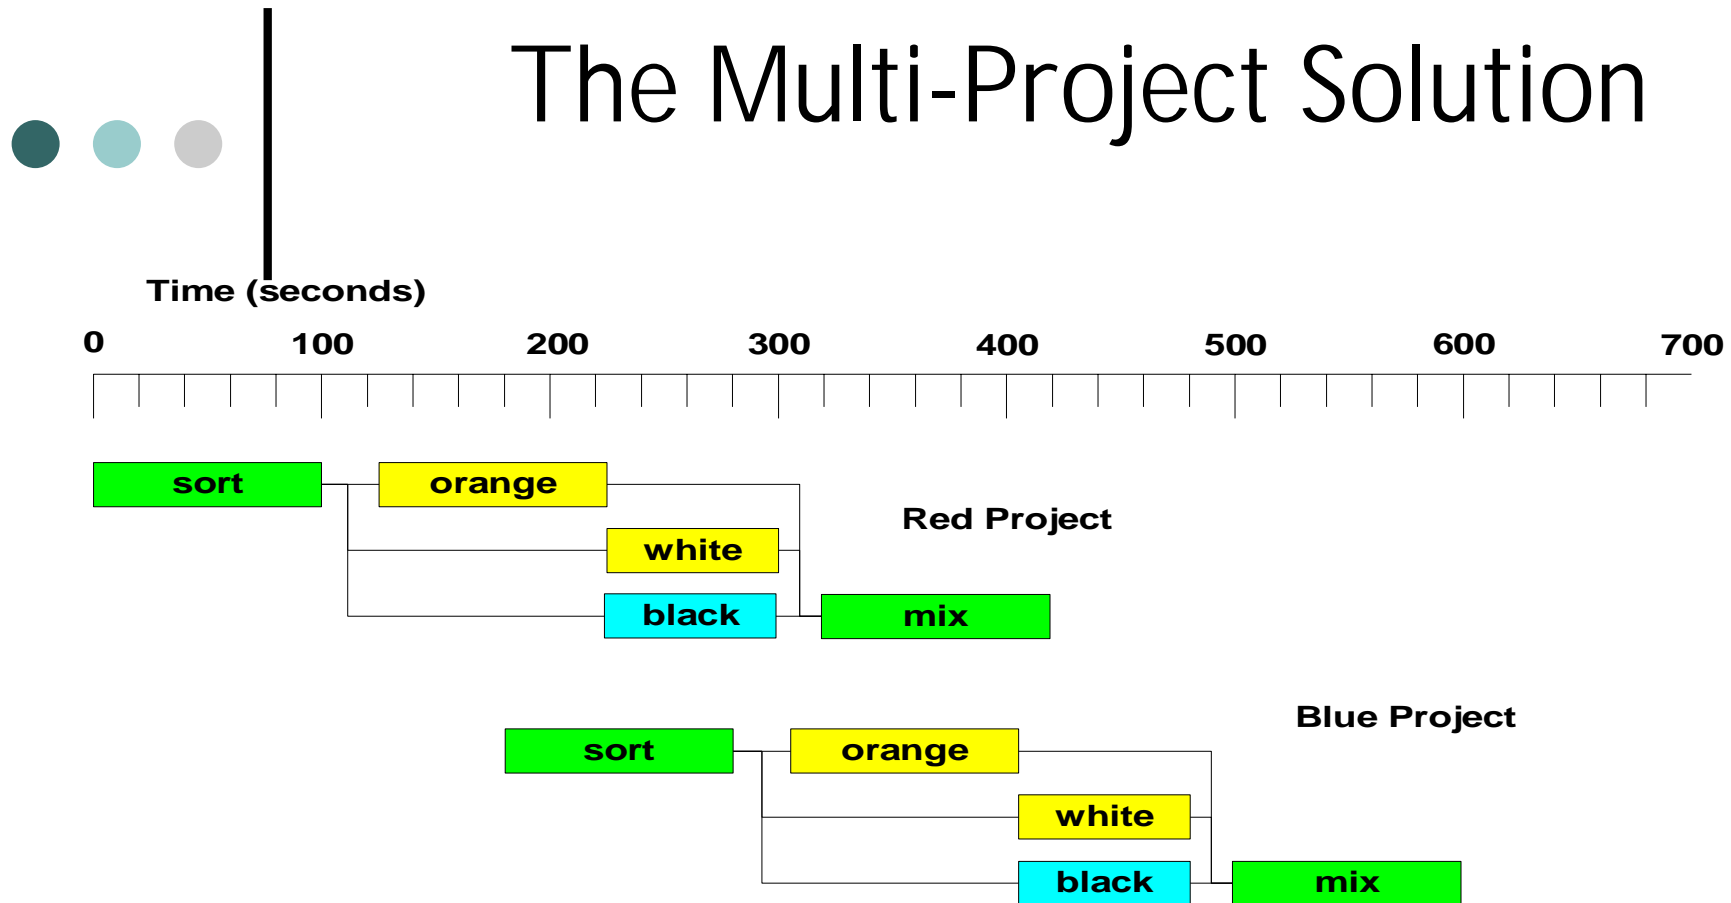 The Multi-Project Solution
Time (seconds)
0 100 200 300 400 500 600 700
sort orange
Red Project
white
black mix
Blue Project
sort orange
white
black mix